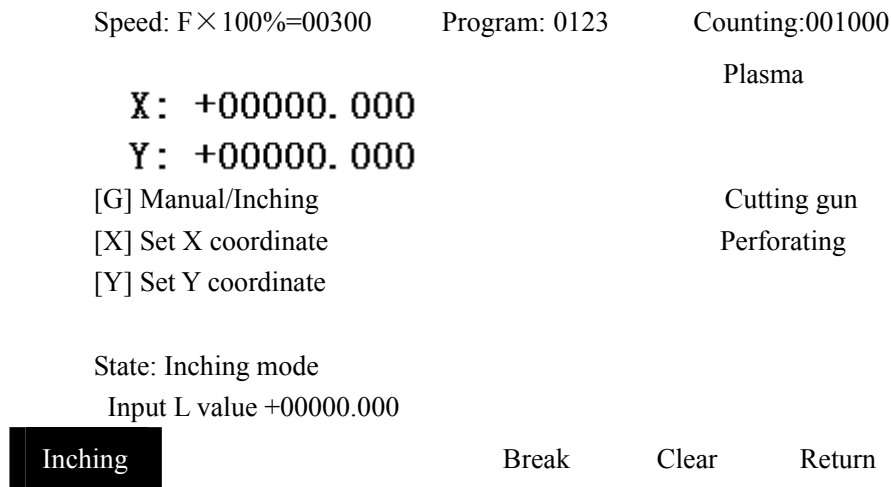 Speed: F×100%=00300 Program: 0123 Counting:001000
Plasma
X: +00000.000
Y: +00000.000
[G] Manual/Inching Cutting gun
[X] Set X coordinate Perforating
[Y] Set Y coordinate
State: Inching mode
Input L value +00000.000
Inching Break Clear Return